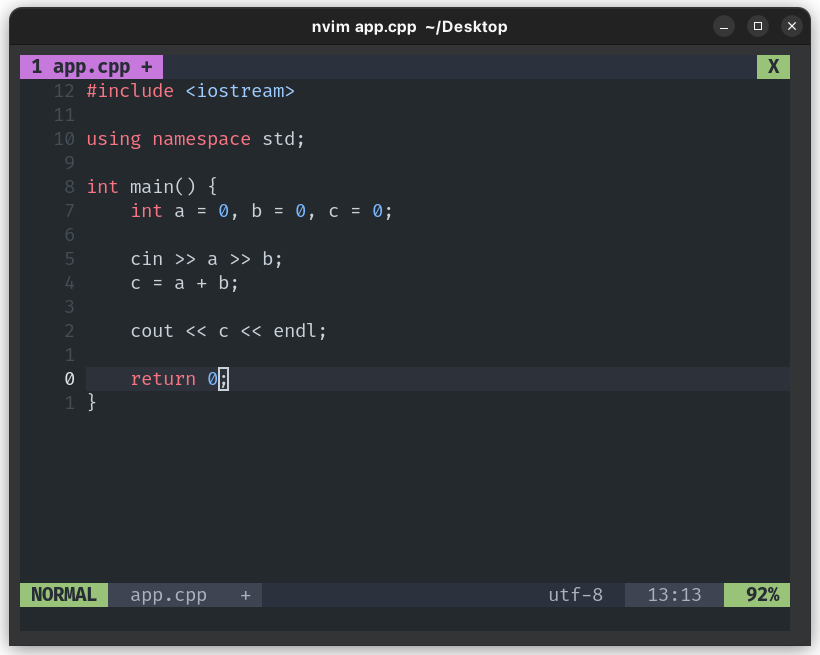 nvim app.cpp ~/Desktop
1 app.cpp + X
12 #include <iostream>
11
10 using namespace std;
9
8 int main() {
7     int a = 0, b = 0, c = 0;
6
5     cin >> a >> b;
4     c = a + b;
3
2     cout << c << endl;
1
0     return 0;
1 }
NORMAL app.cpp + utf-8 13:13 92%